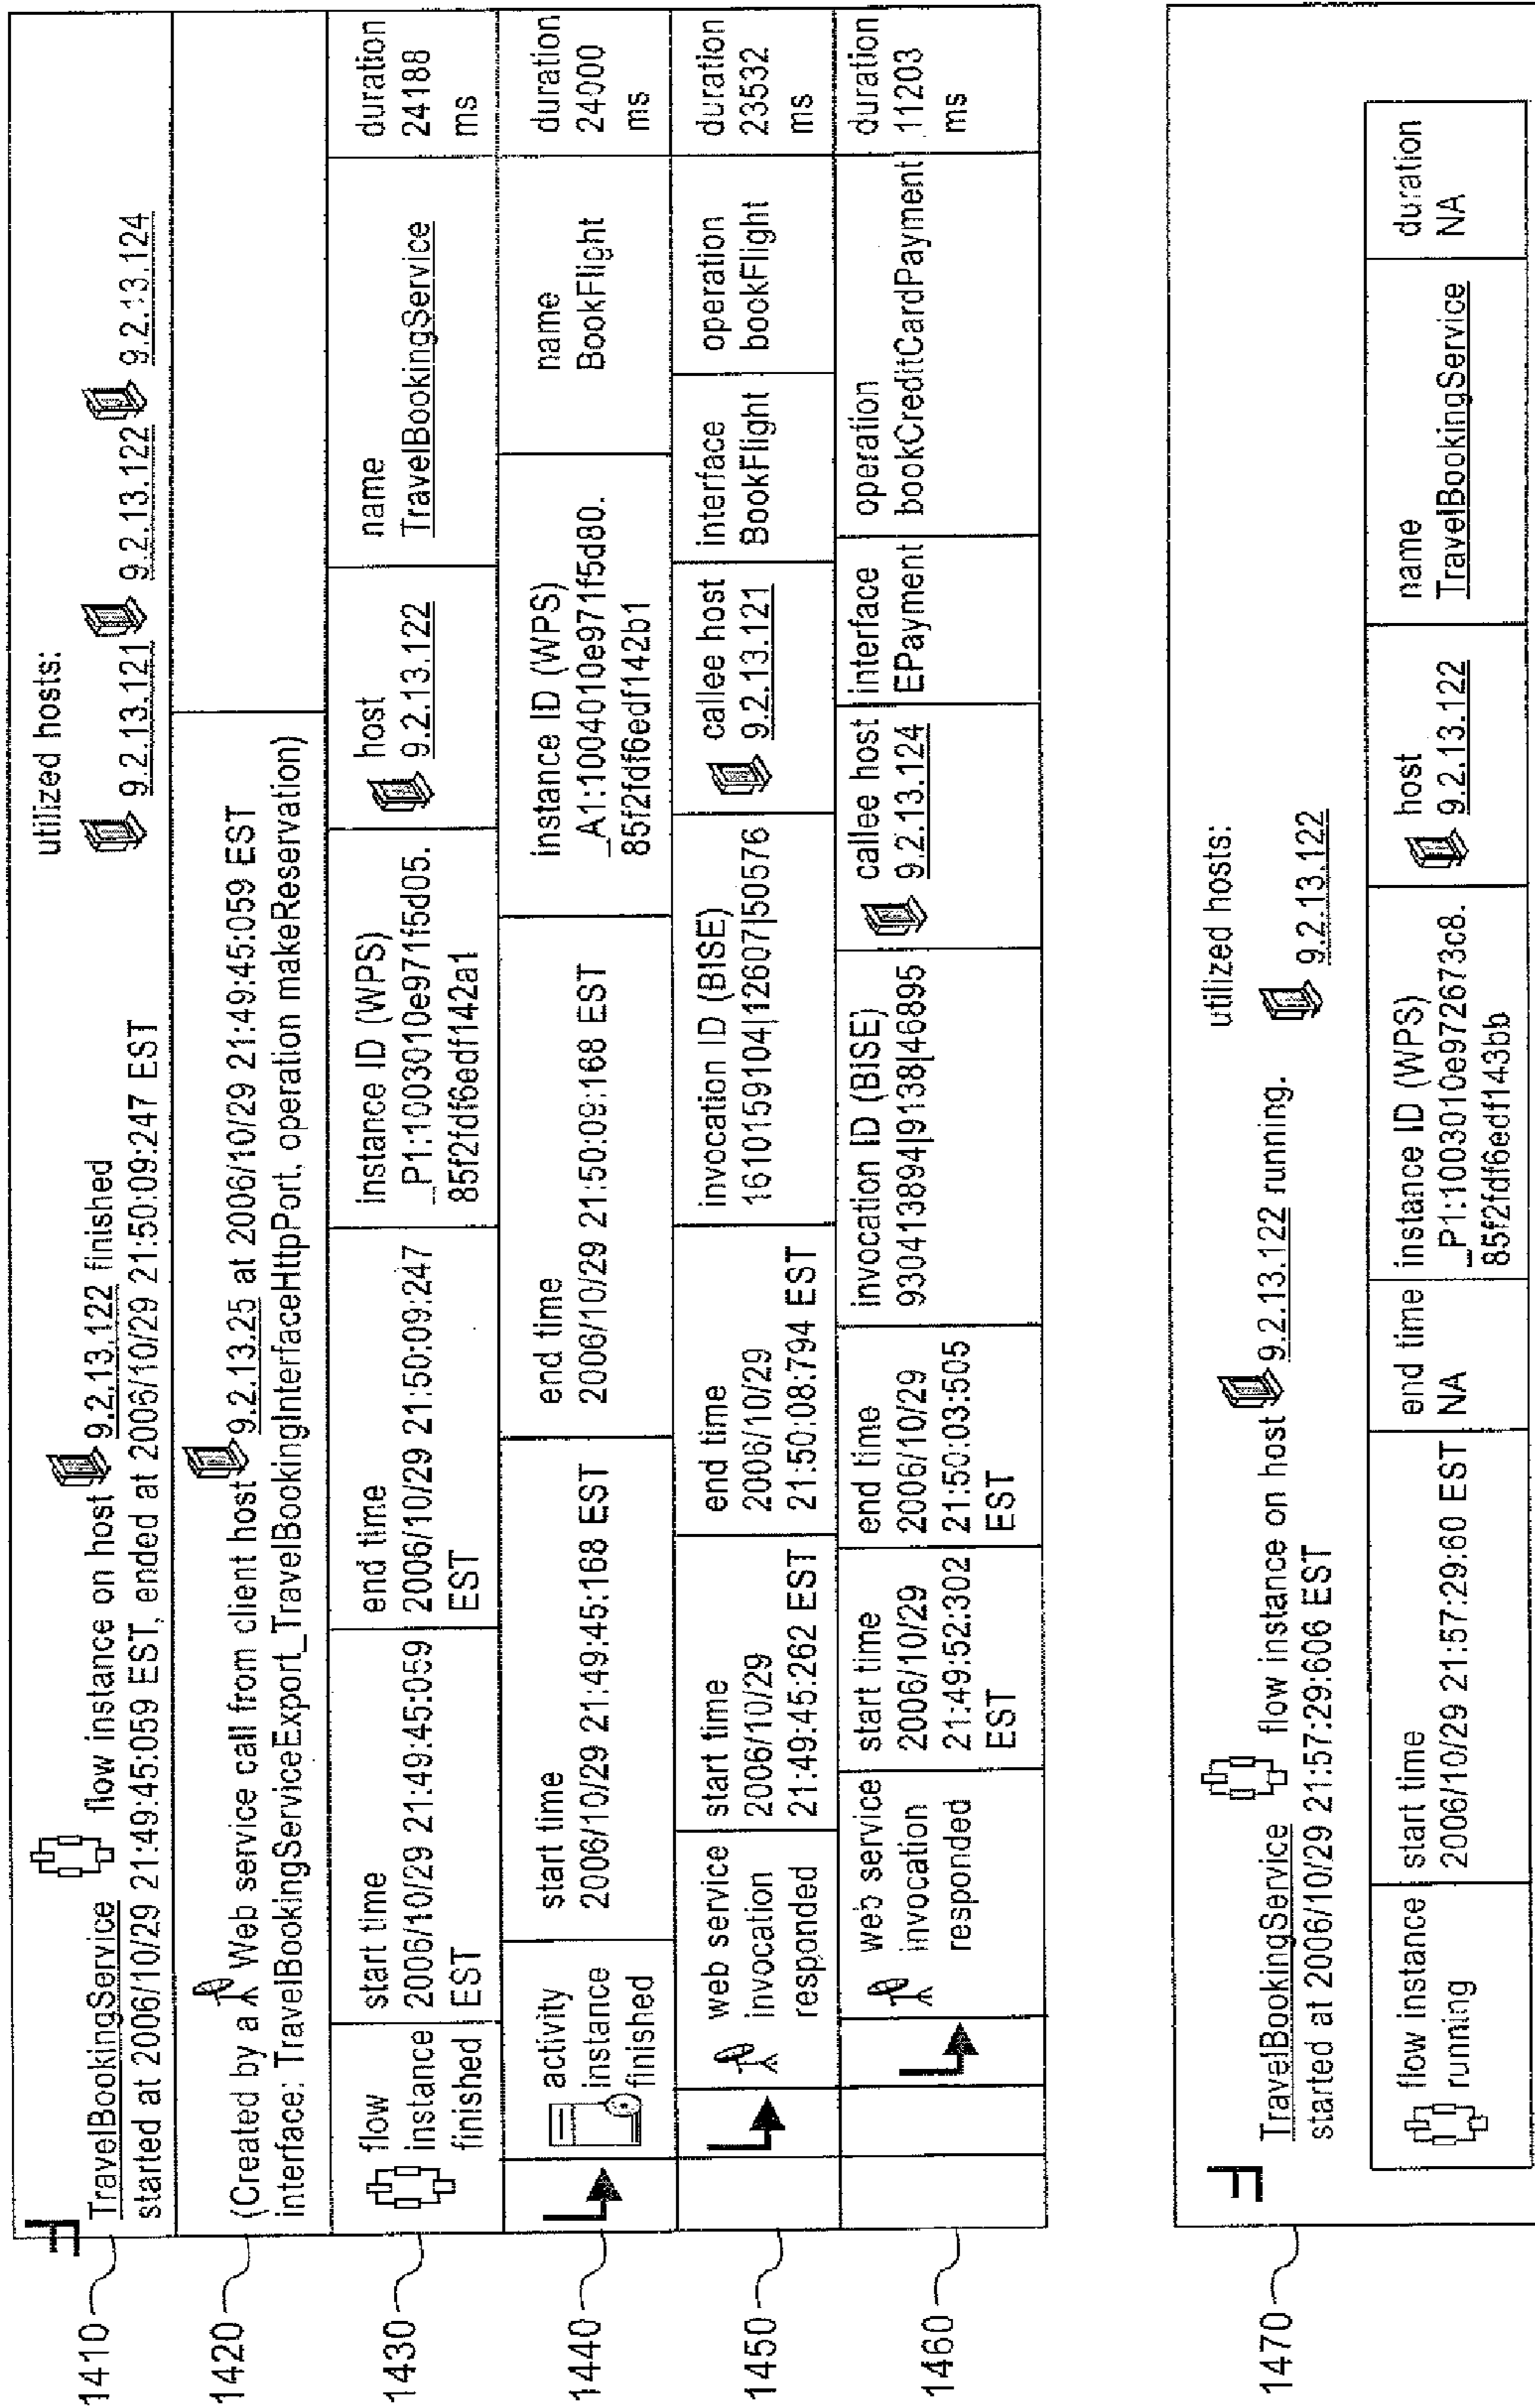 F
utilized hosts:
TravelBookingService flow instance on host 9.2.13.122 finished 9.2.13.121 9.2.13.122 9.2.13.124
started at 2006/10/29 21:49:45:059 EST, ended at 2006/10/29 21:50:09:247 EST
1410
(Created by a Web service call from client host 9.2.13.25 at 2006/10/29 21:49:45:059 EST
interface: TravelBookingServiceExport_TravelBookingInterfaceHttpPort, operation makeReservation)
1420
flow instance finished
start time
2006/10/29 21:49:45:059
EST
end time
2006/10/29 21:50:09:247
EST
instance ID (WPS)
_P1:1003010e971f5d05.
85f2fdf6edf142a1
host
9.2.13.122
name
TravelBookingService
duration
24188
ms
1430
activity
instance
finished
start time
2006/10/29 21:49:45:168 EST
end time
2006/10/29 21:50:09:168 EST
instance ID (WPS)
_A1:1004010e971f5d80.
85f2fdf6edf142b1
name
BookFlight
duration
24000
ms
1440
web service
invocation
responded
start time
2006/10/29
21:49:45:262 EST
end time
2006/10/29
21:50:08:794 EST
invocation ID (BISE)
1610159104|12607|50576
callee host
9.2.13.121
interface
BookFlight
operation
bookFlight
duration
23532
ms
1450
web service
invocation
responded
start time
2006/10/29
21:49:52:302
EST
end time
2006/10/29
21:50:03:505
EST
invocation ID (BISE)
930413894|9138|46895
callee host
9.2.13.124
interface
EPayment
operation
bookCreditCardPayment
duration
11203
ms
1460
F
utilized hosts:
TravelBookingService flow instance on host 9.2.13.122 running. 9.2.13.122
started at 2006/10/29 21:57:29:606 EST
1470
flow instance
running
start time
2006/10/29 21:57:29:60 EST
end time
NA
instance ID (WPS)
_P1:1003010e972673c8.
85f2fdf6edf143bb
host
9.2.13.122
name
TravelBookingService
duration
NA